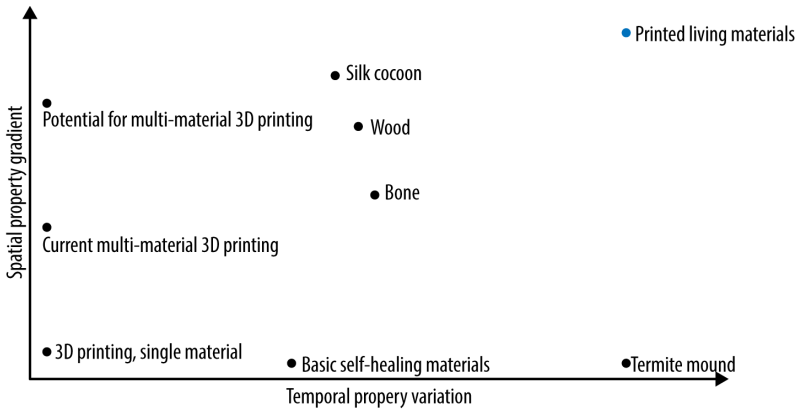 Printed living materials
Silk cocoon
Potential for multi-material 3D printing
Wood
Bone
Current multi-material 3D printing
3D printing, single material
Basic self-healing materials
Termite mound
Spatial property gradient
Temporal propery variation